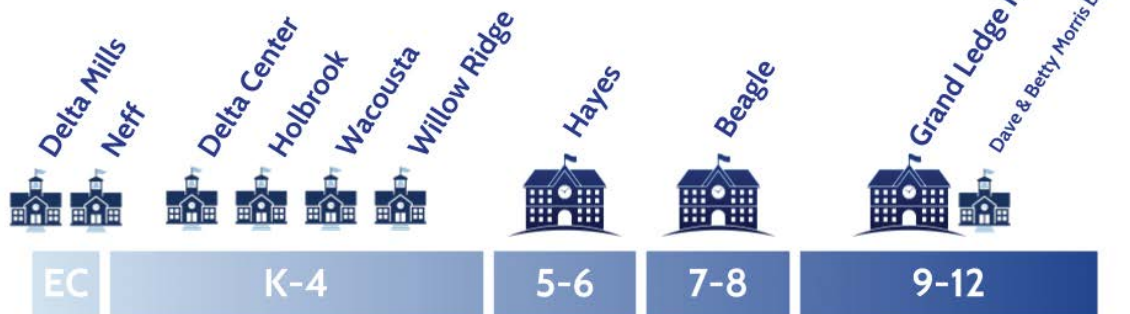 Delta Mills
Neff
Delta Center
Holbrook
Wacousta
Willow Ridge
Hayes
Beagle
Grand Ledge
Dave & Betty Morris
EC
K-4
5-6
7-8
9-12